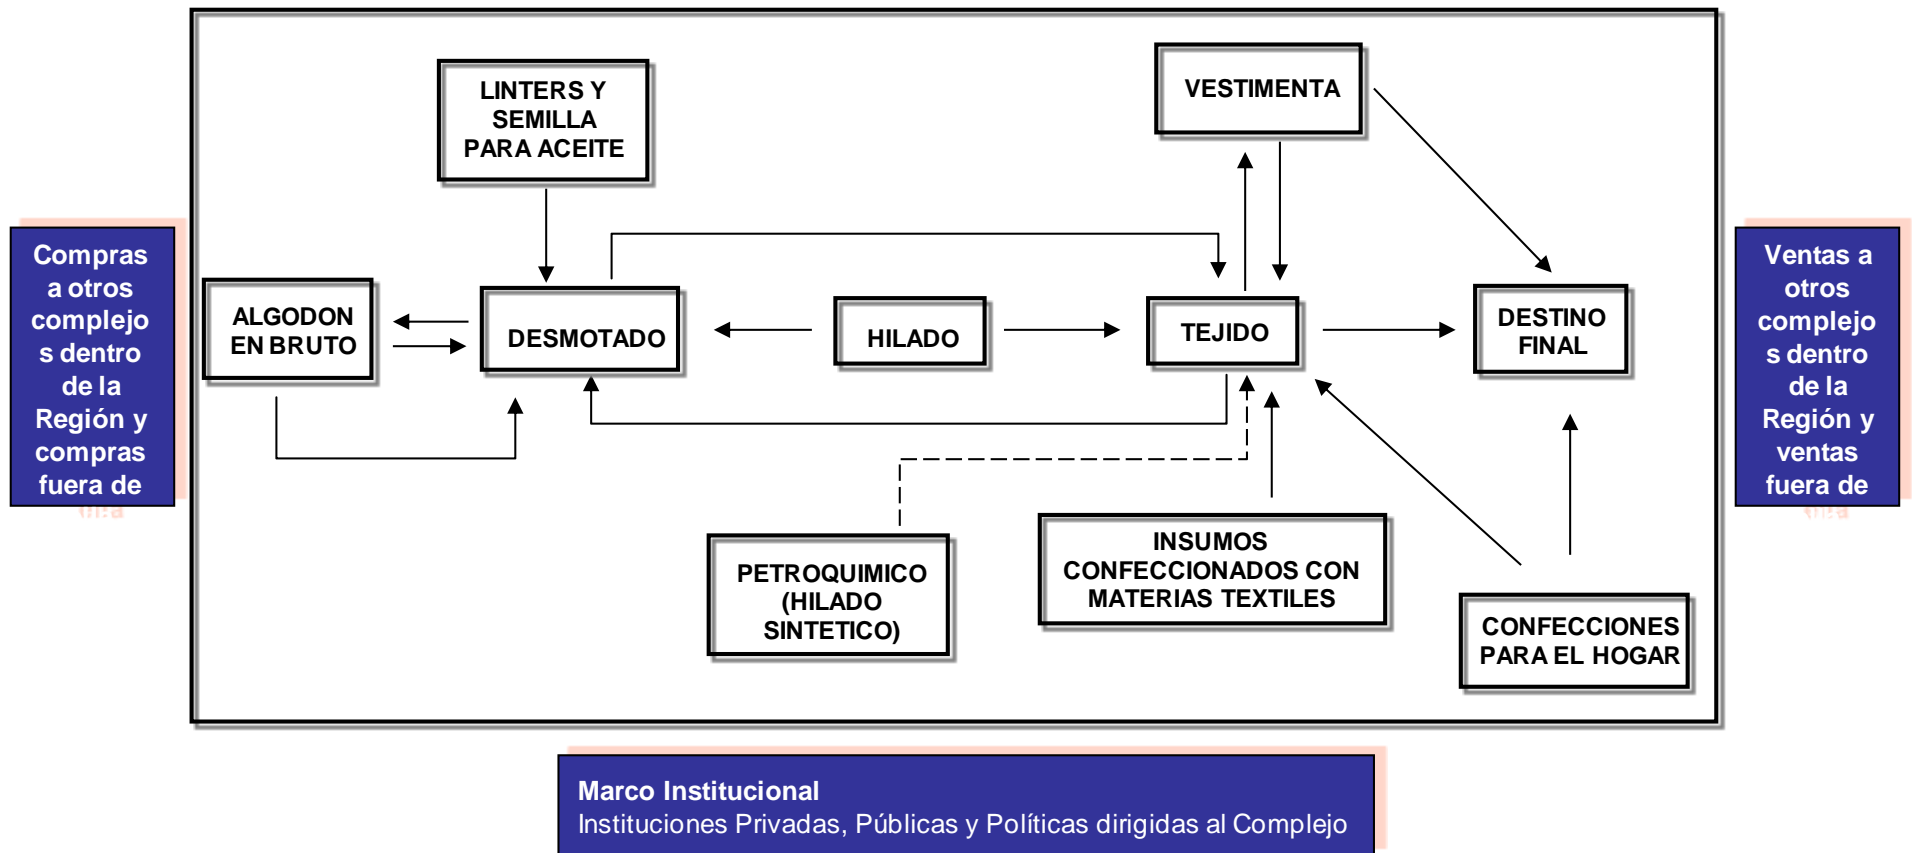 LINTERS Y
SEMILLA
PARA ACEITE
VESTIMENTA
Compras
a otros
complejo
s dentro
de la
Región y
compras
fuera de
ALGODON
EN BRUTO
DESMOTADO
HILADO
TEJIDO
DESTINO
FINAL
Ventas a
otros
complejo
s dentro
de la
Región y
ventas
fuera de
PETROQUIMICO
(HILADO
SINTETICO)
INSUMOS
CONFECCIONADOS CON
MATERIAS TEXTILES
CONFECCIONES
PARA EL HOGAR
Marco Institucional
Instituciones Privadas, Públicas y Políticas dirigidas al Complejo